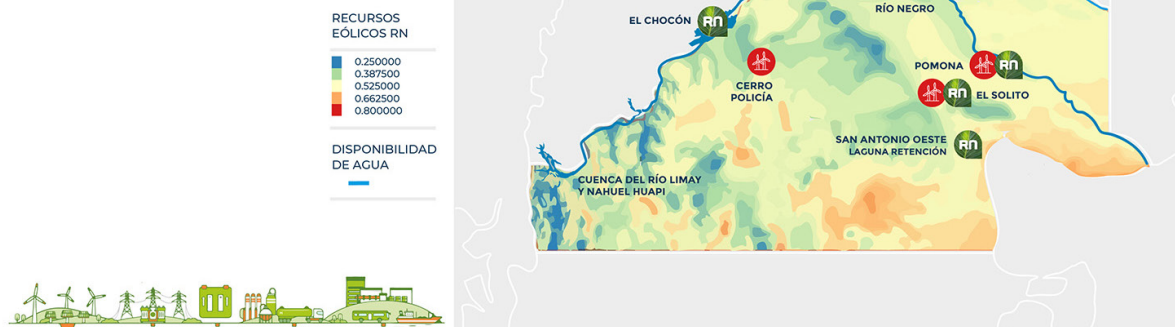 RECURSOS
EÓLICOS RN
0.250000
0.387500
0.525000
0.662500
0.800000
DISPONIBILIDAD
DE AGUA
EL CHOCÓN
RN
RÍO NEGRO
CERRO
POLICÍA
POMONA
RN
RN
EL SOLITO
SAN ANTONIO OESTE
LAGUNA RETENCIÓN
RN
CUENCA DEL RÍO LIMAY
Y NAHUEL HUAPI